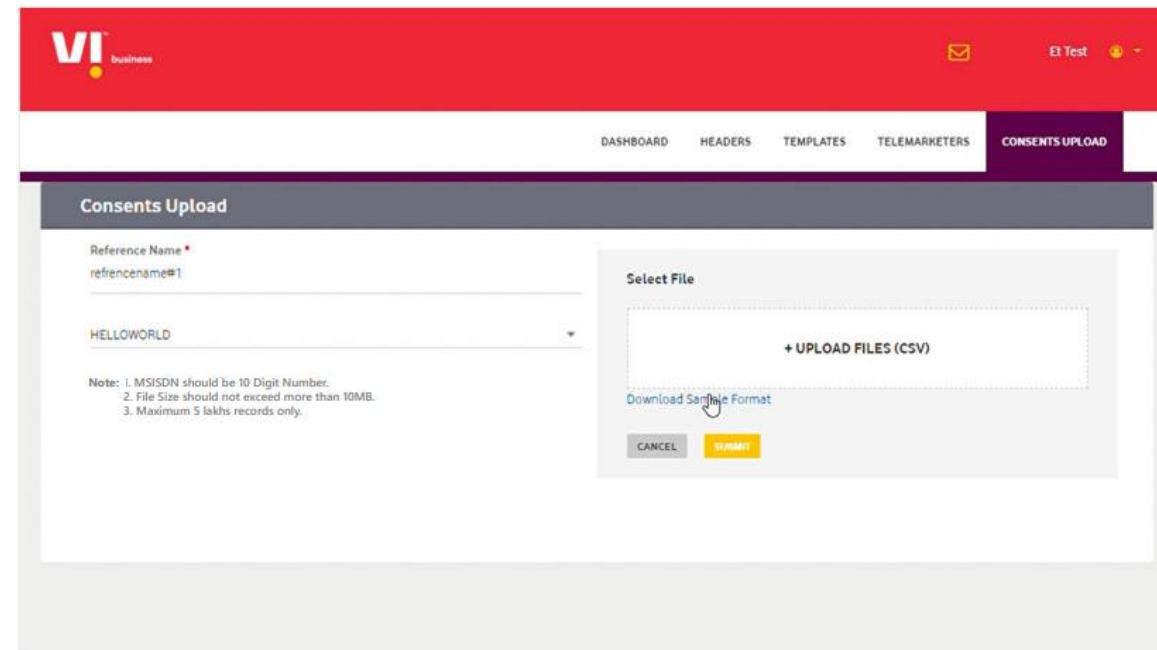 VI™ business
Et Test
DASHBOARD HEADERS TEMPLATES TELEMARKETERS CONSENTS UPLOAD
Consents Upload
Reference Name *
refrencename#1
HELLOWORLD
Note: 1. MSISDN should be 10 Digit Number.
2. File Size should not exceed more than 10MB.
3. Maximum 5 lakhs records only.
Select File
+ UPLOAD FILES (CSV)
Download Sample Format
CANCEL SUBMIT